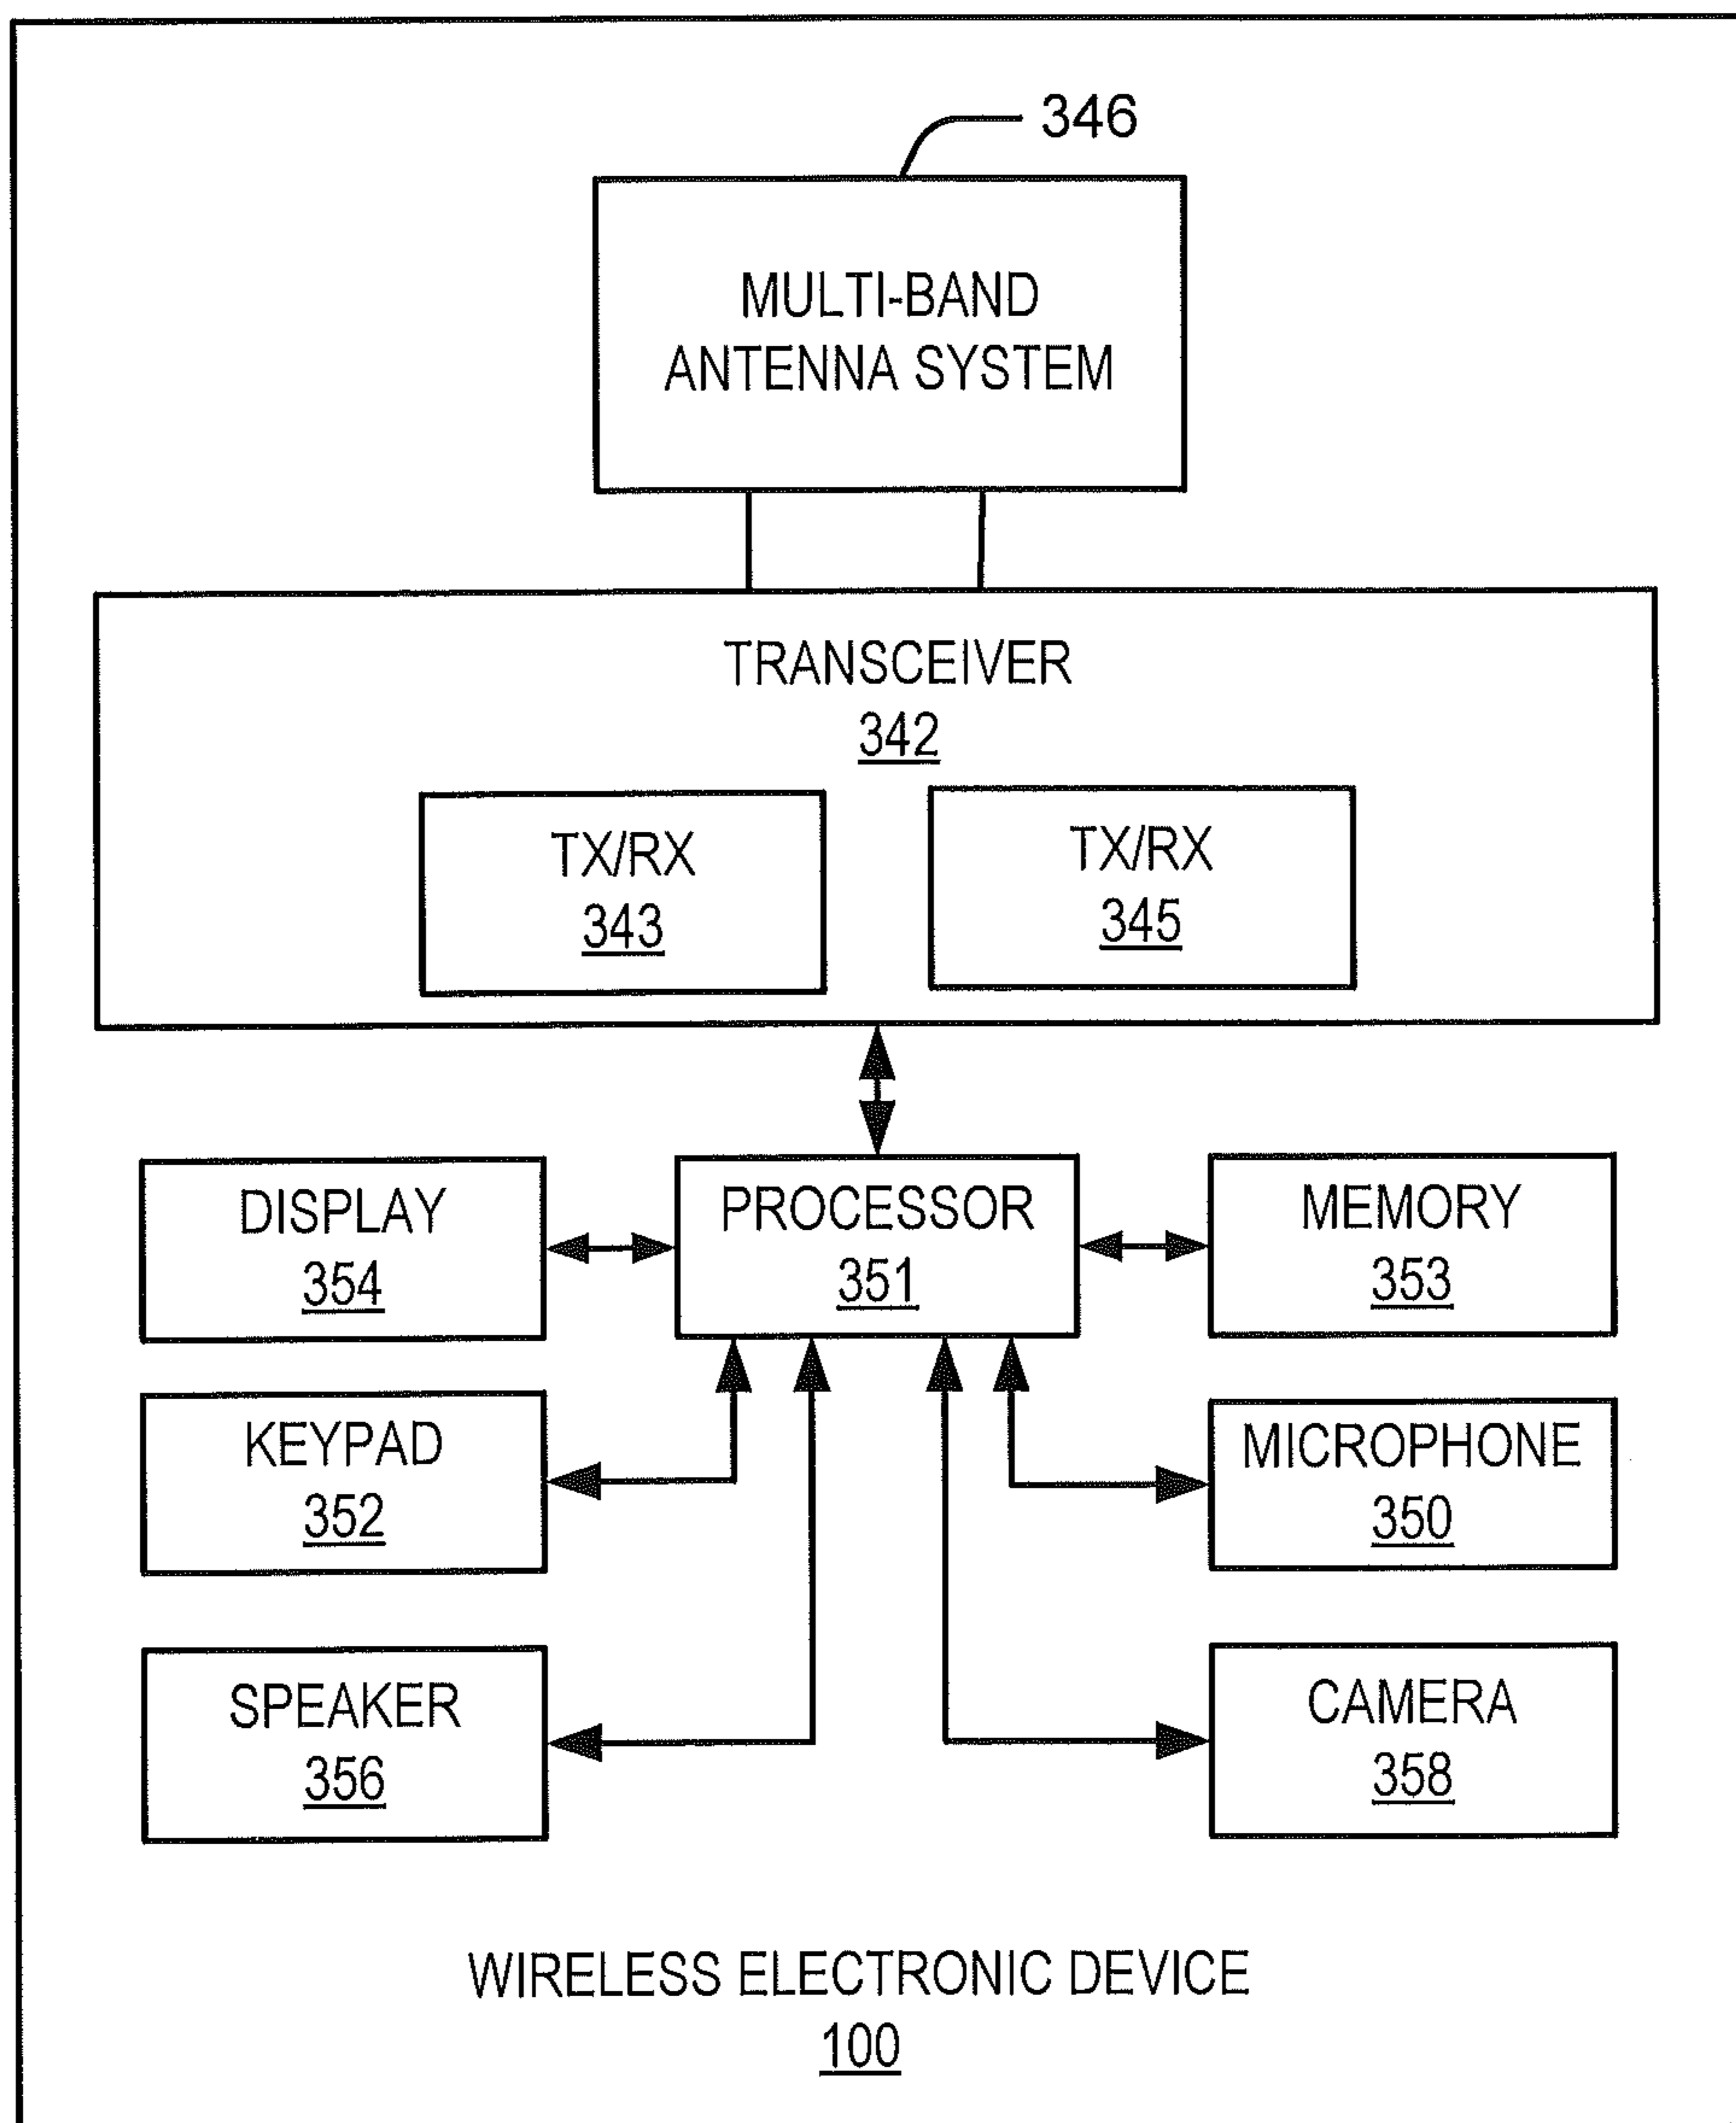 346
MULTI-BAND
ANTENNA SYSTEM
TRANSCEIVER
342
TX/RX
343
TX/RX
345
DISPLAY
354
PROCESSOR
351
MEMORY
353
KEYPAD
352
MICROPHONE
350
SPEAKER
356
CAMERA
358
WIRELESS ELECTRONIC DEVICE
100